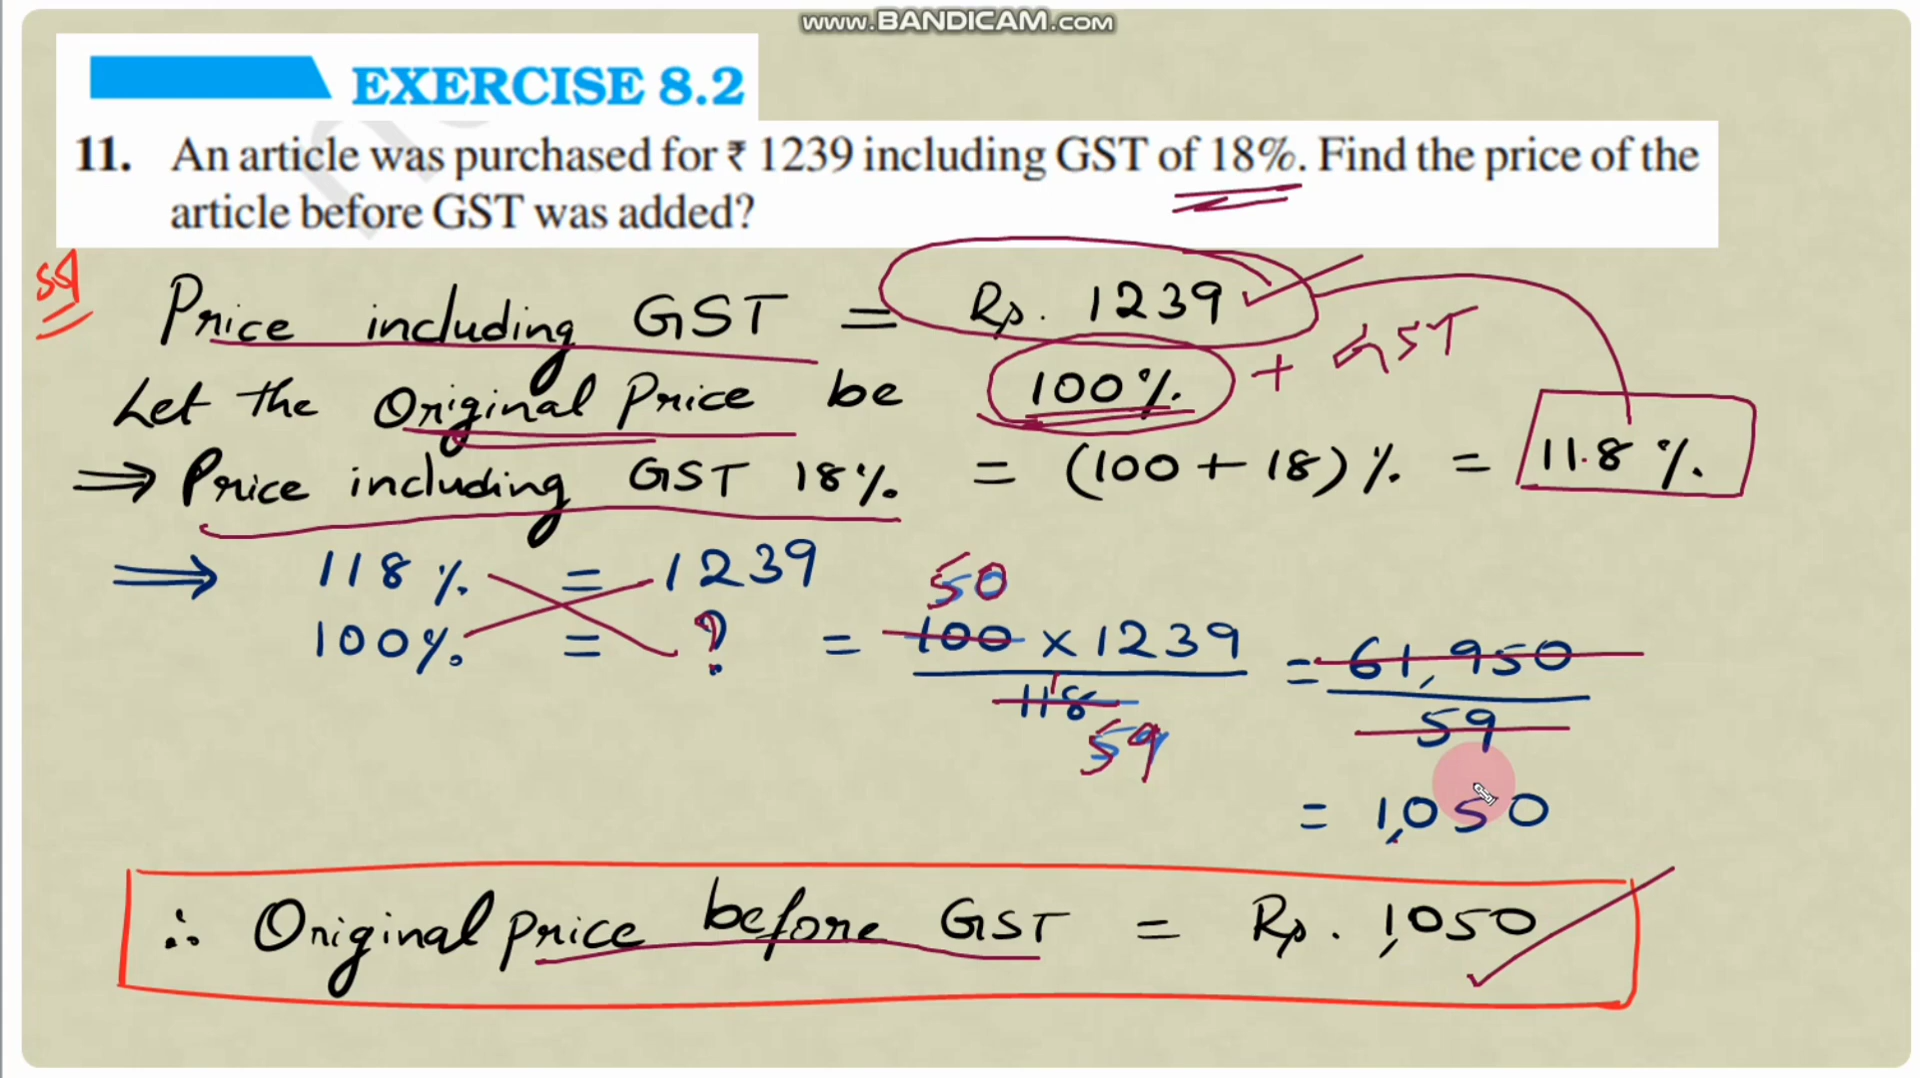 www.BANDICAM.com
EXERCISE 8.2
11. An article was purchased for ₹ 1239 including GST of 18%. Find the price of the
article before GST was added?
Price including GST = Rp. 1239
Let the Original Price be 100% + GST
⇒ Price including GST 18% = (100 + 18) % = 11.8 %
⇒ 118 % = 1239
50
100% = ? = 100 x 1239 = 61,950
118 59
59
= 1,050
∴ Original price before GST = Rp. 1,050